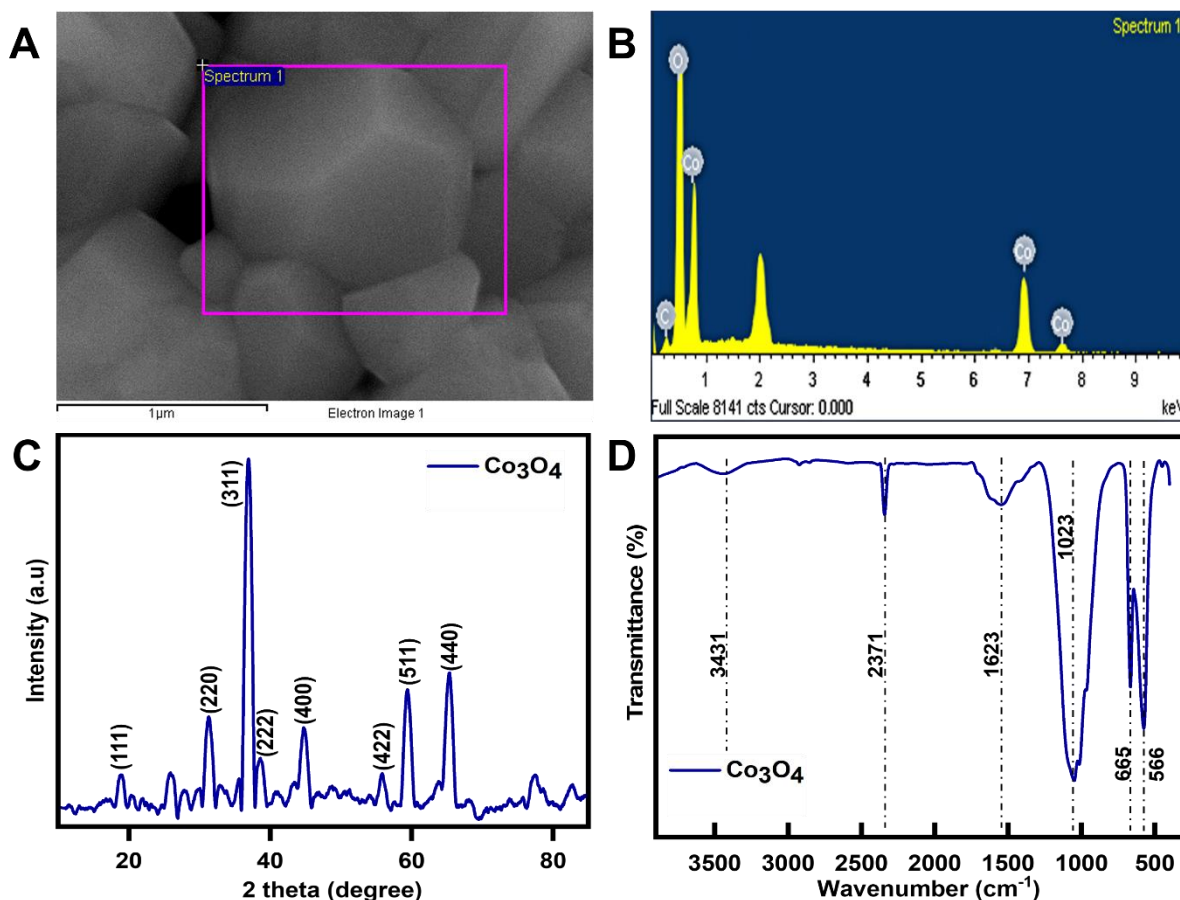 A
Spectrum 1
1µm
Electron Image 1
B
Spectrum 1
O
Co
C
Co
Co
1 2 3 4 5 6 7 8 9
Full Scale 8141 cts Cursor: 0.000
keV
C
Co3O4
(111)
(220)
(311)
(222)
(400)
(422)
(511)
(440)
Intensity (a.u)
20 40 60 80
2 theta (degree)
D
3431
2371
1623
1023
665
566
Co3O4
Transmittance (%)
3500 3000 2500 2000 1500 1000 500
Wavenumber (cm-1)